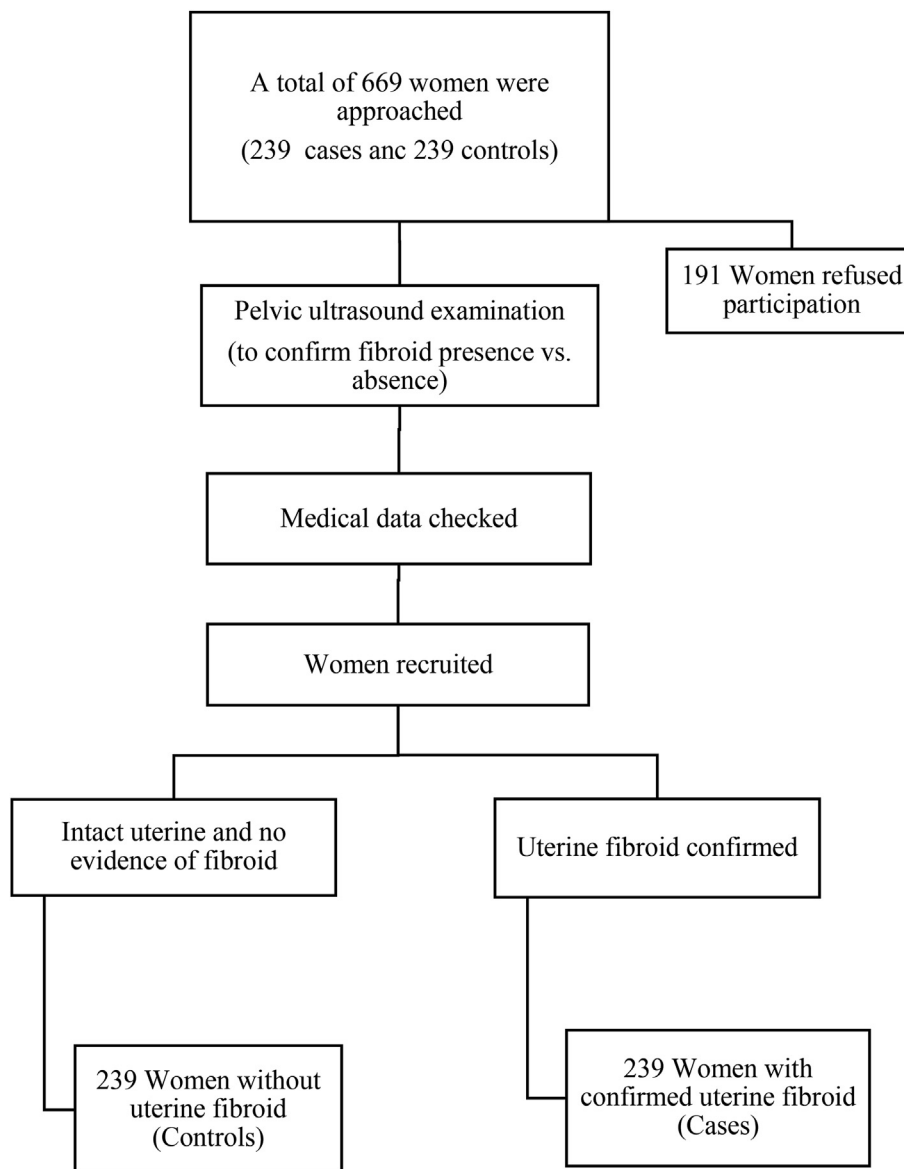 A total of 669 women were
approached
(239 cases anc 239 controls)
191 Women refused
participation
Pelvic ultrasound examination
(to confirm fibroid presence vs.
absence)
Medical data checked
Women recruited
Intact uterine and no
evidence of fibroid
Uterine fibroid confirmed
239 Women without
uterine fibroid
(Controls)
239 Women with
confirmed uterine fibroid
(Cases)